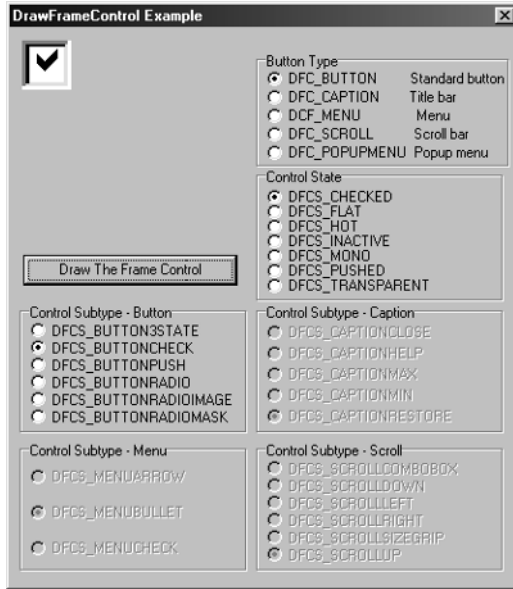 DrawFrameControl Example
Button Type
DFC_BUTTON Standard button
DFC_CAPTION Title bar
DCF_MENU Menu
DFC_SCROLL Scroll bar
DFC_POPUPMENU Popup menu
Control State
DFCS_CHECKED
DFCS_FLAT
DFCS_HOT
DFCS_INACTIVE
DFCS_MONO
DFCS_PUSHED
DFCS_TRANSPARENT
Draw The Frame Control
Control Subtype - Button
DFCS_BUTTON3STATE
DFCS_BUTTONCHECK
DFCS_BUTTONPUSH
DFCS_BUTTONRADIO
DFCS_BUTTONRADIOIMAGE
DFCS_BUTTONRADIOMASK
Control Subtype - Caption
DFCS_CAPTIONCLOSE
DFCS_CAPTIONHELP
DFCS_CAPTIONMAX
DFCS_CAPTIONMIN
DFCS_CAPTIONRESTORE
Control Subtype - Menu
DFCS_MENUARROW
DFCS_MENUBULLET
DFCS_MENUCHECK
Control Subtype - Scroll
DFCS_SCROLLCOMBOBOX
DFCS_SCROLLDOWN
DFCS_SCROLLLEFT
DFCS_SCROLLRIGHT
DFCS_SCROLLSIZEGRIP
DFCS_SCROLLUP